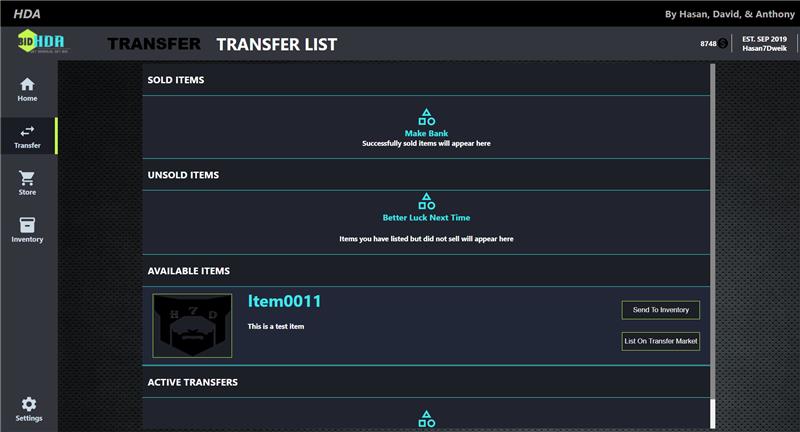 HDA
By Hasan, David, & Anthony
BIDHDA
TRANSFER
TRANSFER LIST
8748
EST. SEP 2019
Hasan7Dweik
Home
Transfer
Store
Inventory
Settings
SOLD ITEMS
Make Bank
Successfully sold items will appear here
UNSOLD ITEMS
Better Luck Next Time
Items you have listed but did not sell will appear here
AVAILABLE ITEMS
H 7 D
Item0011
This is a test item
Send To Inventory
List On Transfer Market
ACTIVE TRANSFERS